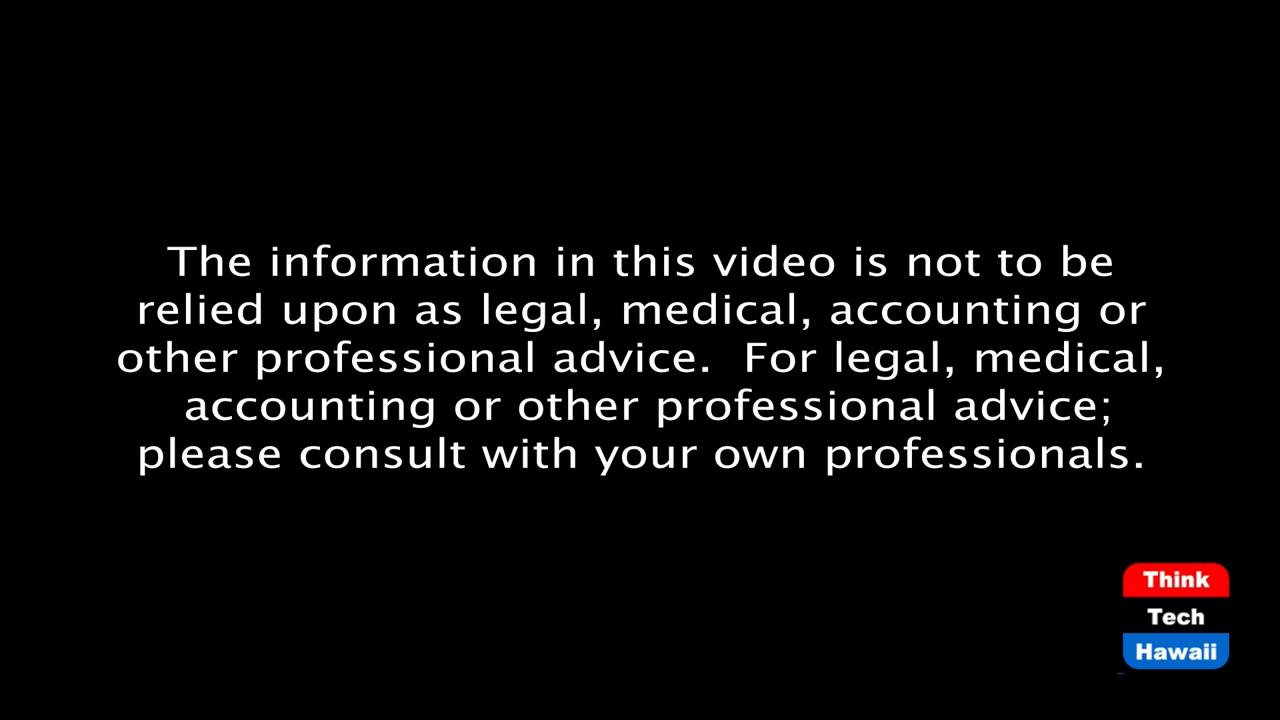 The information in this video is not to be
relied upon as legal, medical, accounting or
other professional advice.  For legal, medical,
accounting or other professional advice;
please consult with your own professionals.
Think
Tech
Hawaii